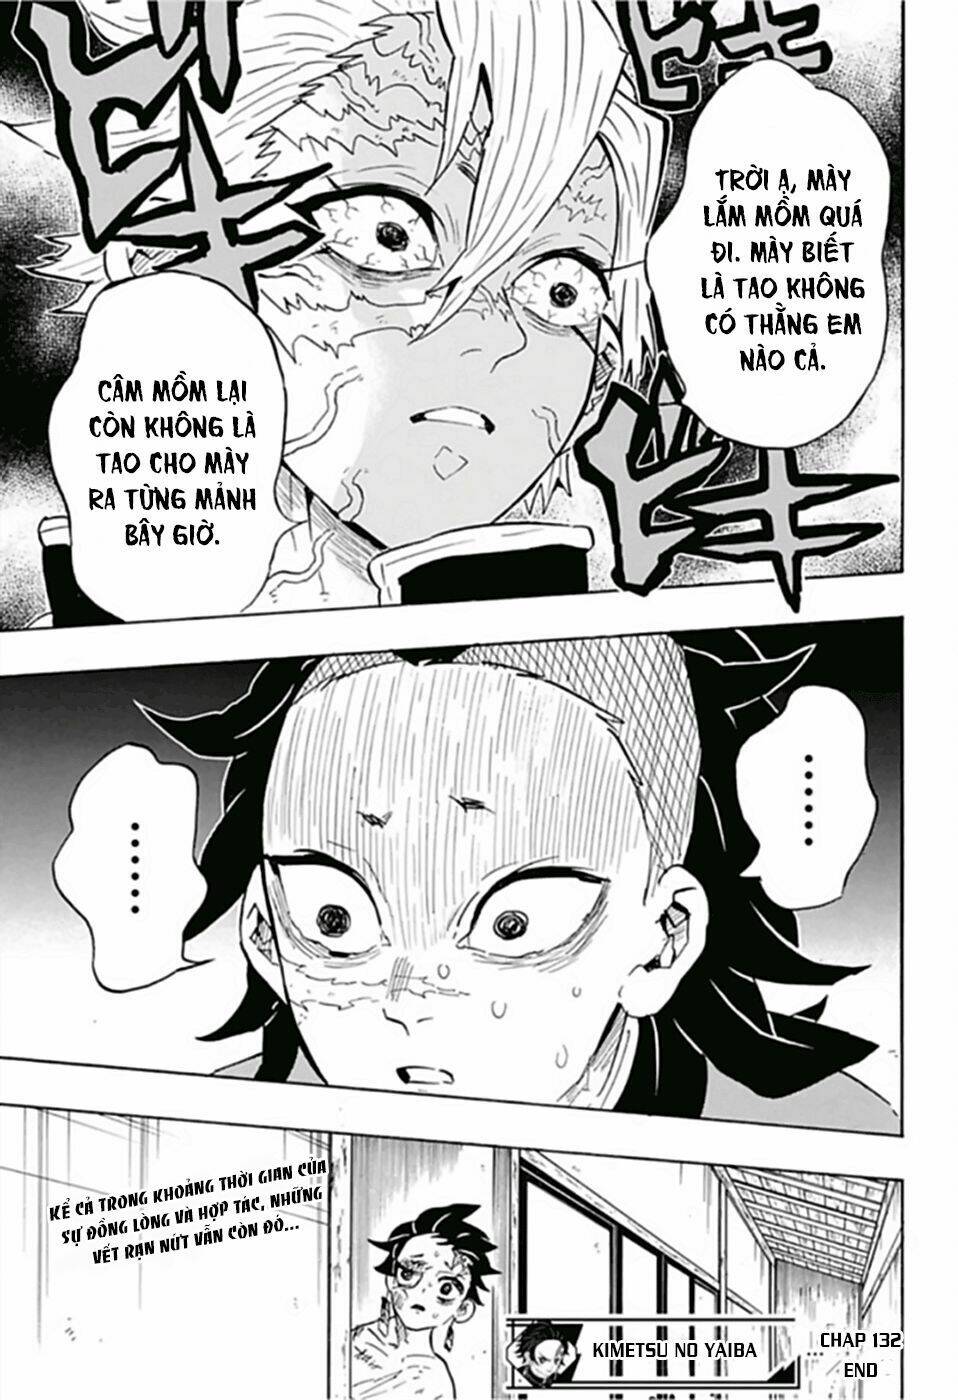 TRỜI Ạ, MÀY
LẮM MỒM QUÁ
ĐI. MÀY BIẾT
LÀ TAO KHÔNG
CÓ THẰNG EM
NÀO CẢ.
CÂM MỒM LẠI
CÒN KHÔNG LÀ
TAO CHO MÀY
RA TỪNG MẢNH
BÂY GIỜ.
......
......
KỂ CẢ TRONG KHOẢNG THỜI GIAN CỦA
SỰ ĐỒNG LÒNG VÀ HỢP TÁC, NHỮNG
VẾT RẠN NỨT VẪN CÒN ĐÓ...
KIMETSU NO YAIBA
... CHAP 132
END